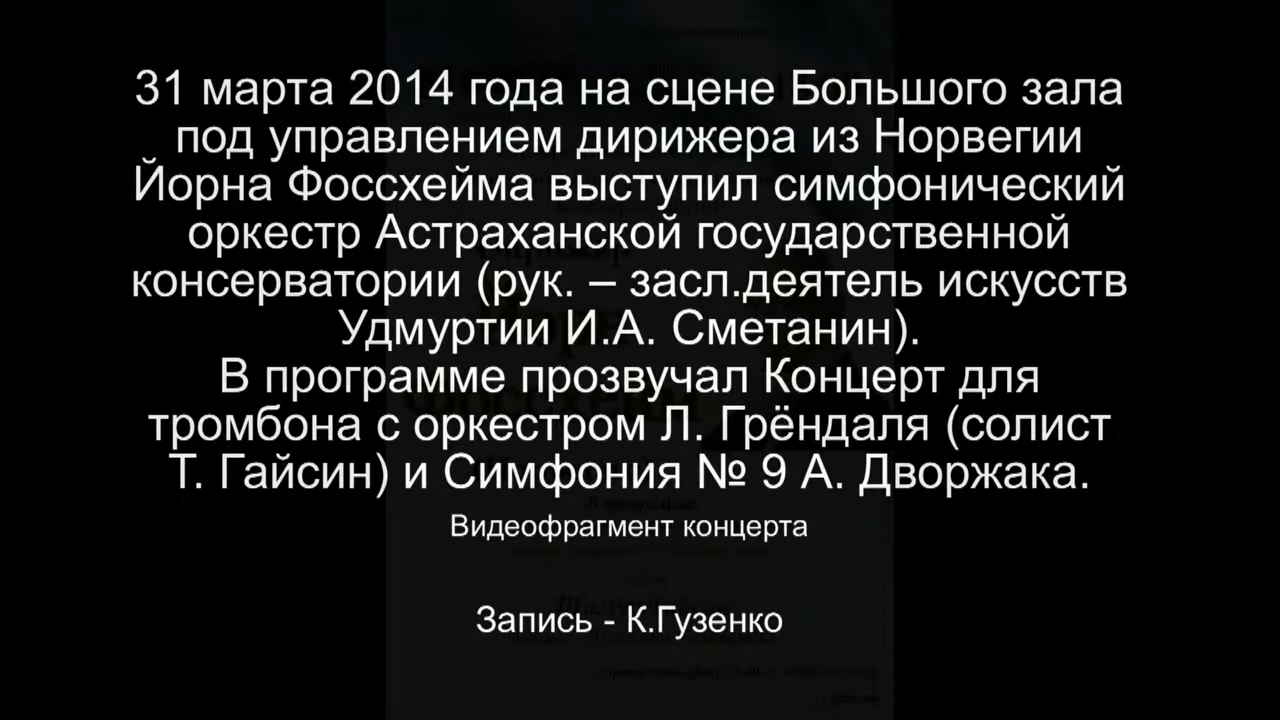 31 марта 2014 года на сцене Большого зала
под управлением дирижера из Норвегии
Йорна Фоссхейма выступил симфонический
оркестр Астраханской государственной
консерватории (рук. – засл.деятель искусств
Удмуртии И.А. Сметанин).
В программе прозвучал Концерт для
тромбона с оркестром Л. Грёндаля (солист
Т. Гайсин) и Симфония № 9 А. Дворжака.
Видеофрагмент концерта
Запись - К.Гузенко